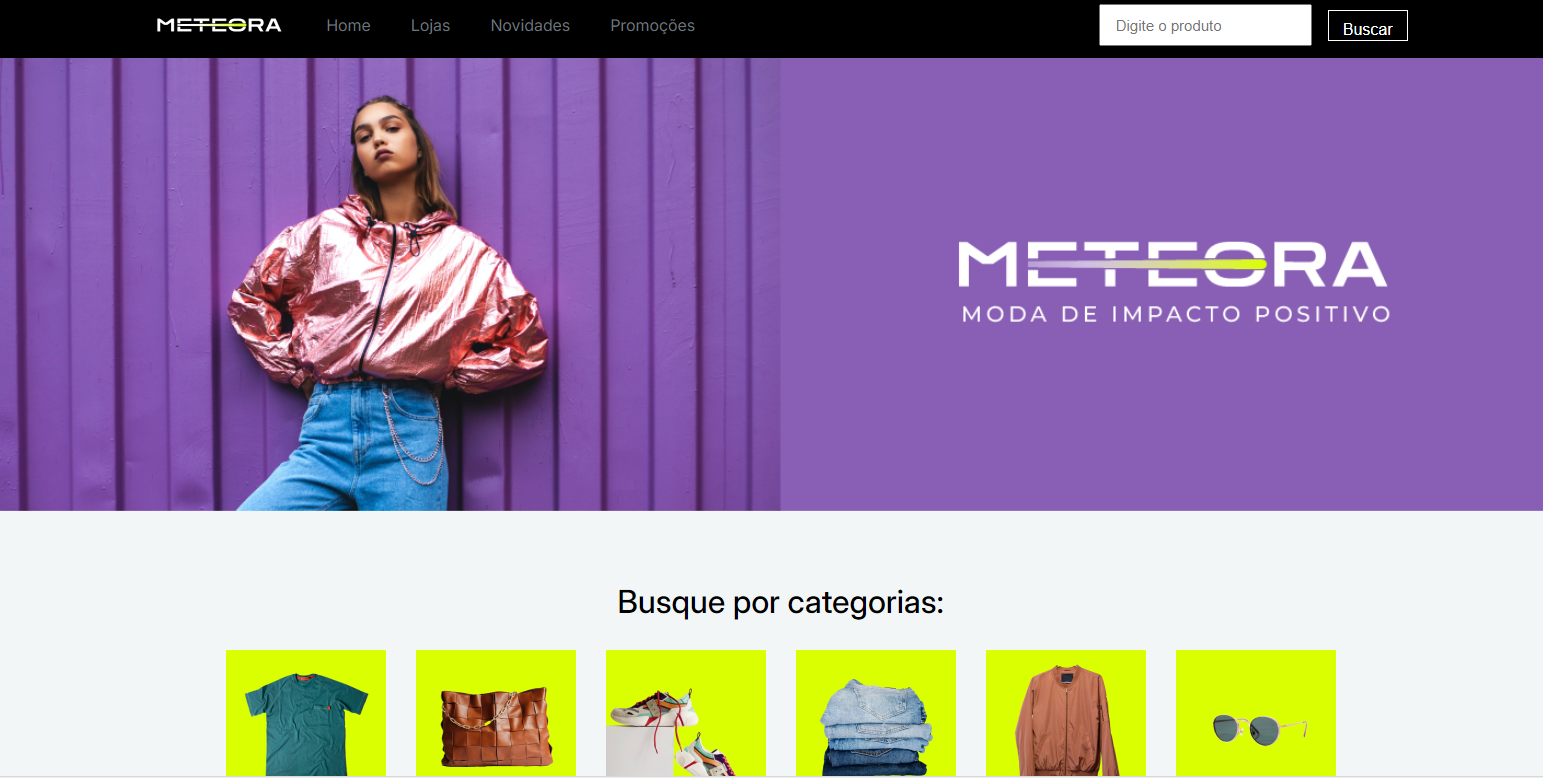 METEORA Home Lojas Novidades Promoções Digite o produto Buscar
METEORA
MODA DE IMPACTO POSITIVO
Busque por categorias: